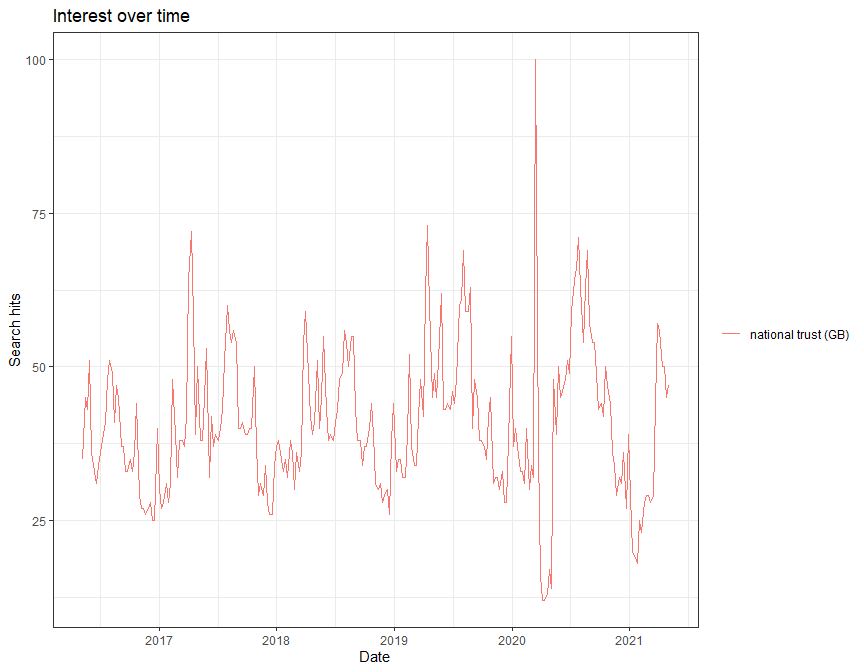 Interest over time
100
75
50
25
Search hits
2017 2018 2019 2020 2021
Date
national trust (GB)